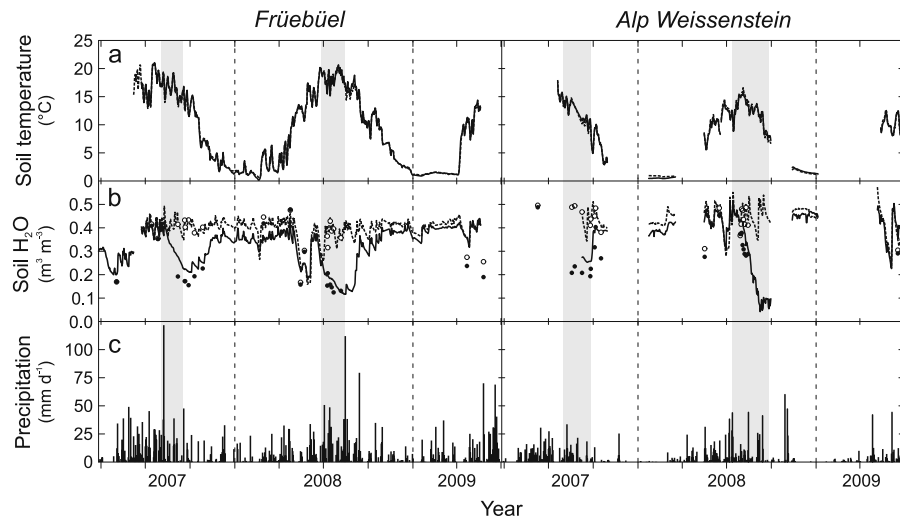 Früebüel
Alp Weissenstein
a
Soil temperature
(°C)
25
20
15
10
5
0
b
Soil H₂O
(m³ m⁻³)
0.5
0.4
0.3
0.2
0.1
0.0
c
Precipitation
(mm d⁻¹)
100
75
50
25
0
2007
2008
2009
2007
2008
2009
Year